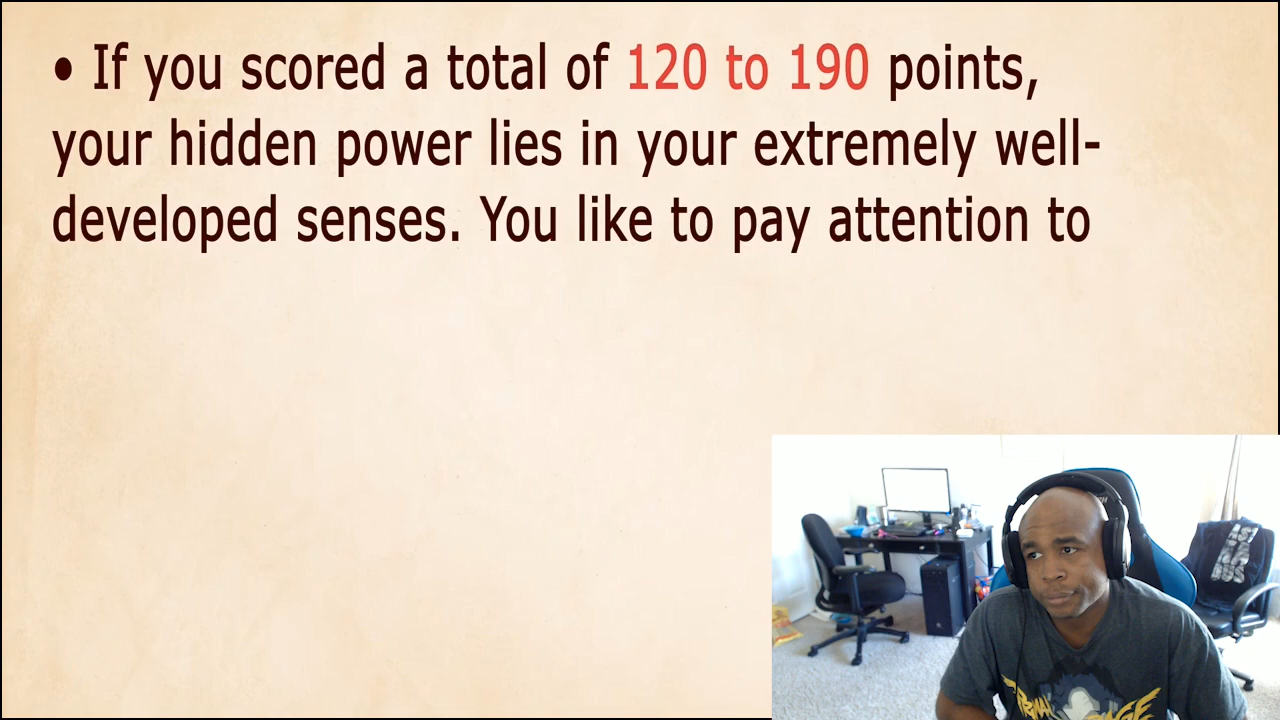 • If you scored a total of 120 to 190 points,
your hidden power lies in your extremely well-
developed senses. You like to pay attention to